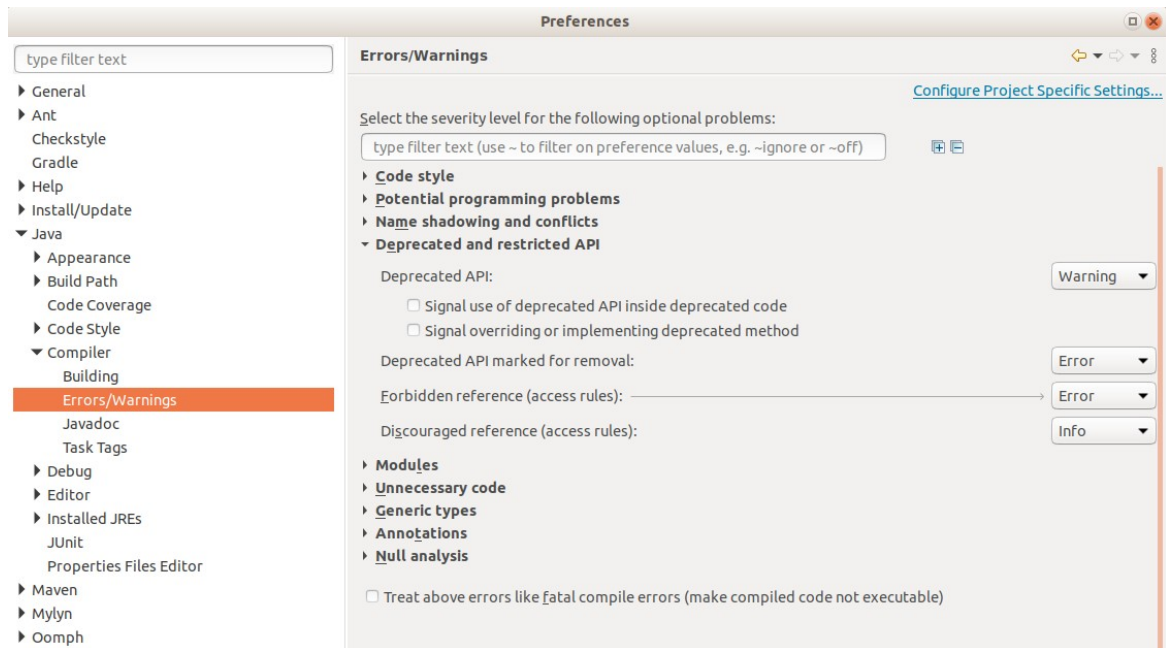 Preferences
type filter text
General
Ant
Checkstyle
Gradle
Help
Install/Update
Java
Appearance
Build Path
Code Coverage
Code Style
Compiler
Building
Errors/Warnings
Javadoc
Task Tags
Debug
Editor
Installed JREs
JUnit
Properties Files Editor
Maven
Mylyn
Oomph
Errors/Warnings
Configure Project Specific Settings...
Select the severity level for the following optional problems:
type filter text (use ~ to filter on preference values, e.g. ~ignore or ~off)
Code style
Potential programming problems
Name shadowing and conflicts
Deprecated and restricted API
Deprecated API: Warning
Signal use of deprecated API inside deprecated code
Signal overriding or implementing deprecated method
Deprecated API marked for removal: Error
Forbidden reference (access rules): Error
Discouraged reference (access rules): Info
Modules
Unnecessary code
Generic types
Annotations
Null analysis
Treat above errors like fatal compile errors (make compiled code not executable)